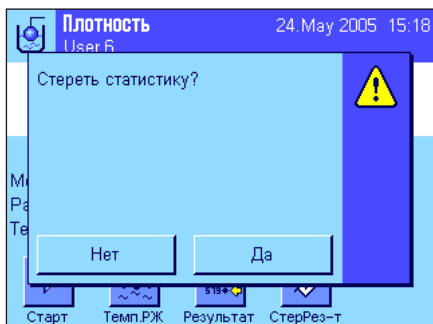 Плотность 24.May 2005 15:18
User 6
Стереть статистику?
Нет Да
Старт Темп.РЖ Результат СтерРез-т